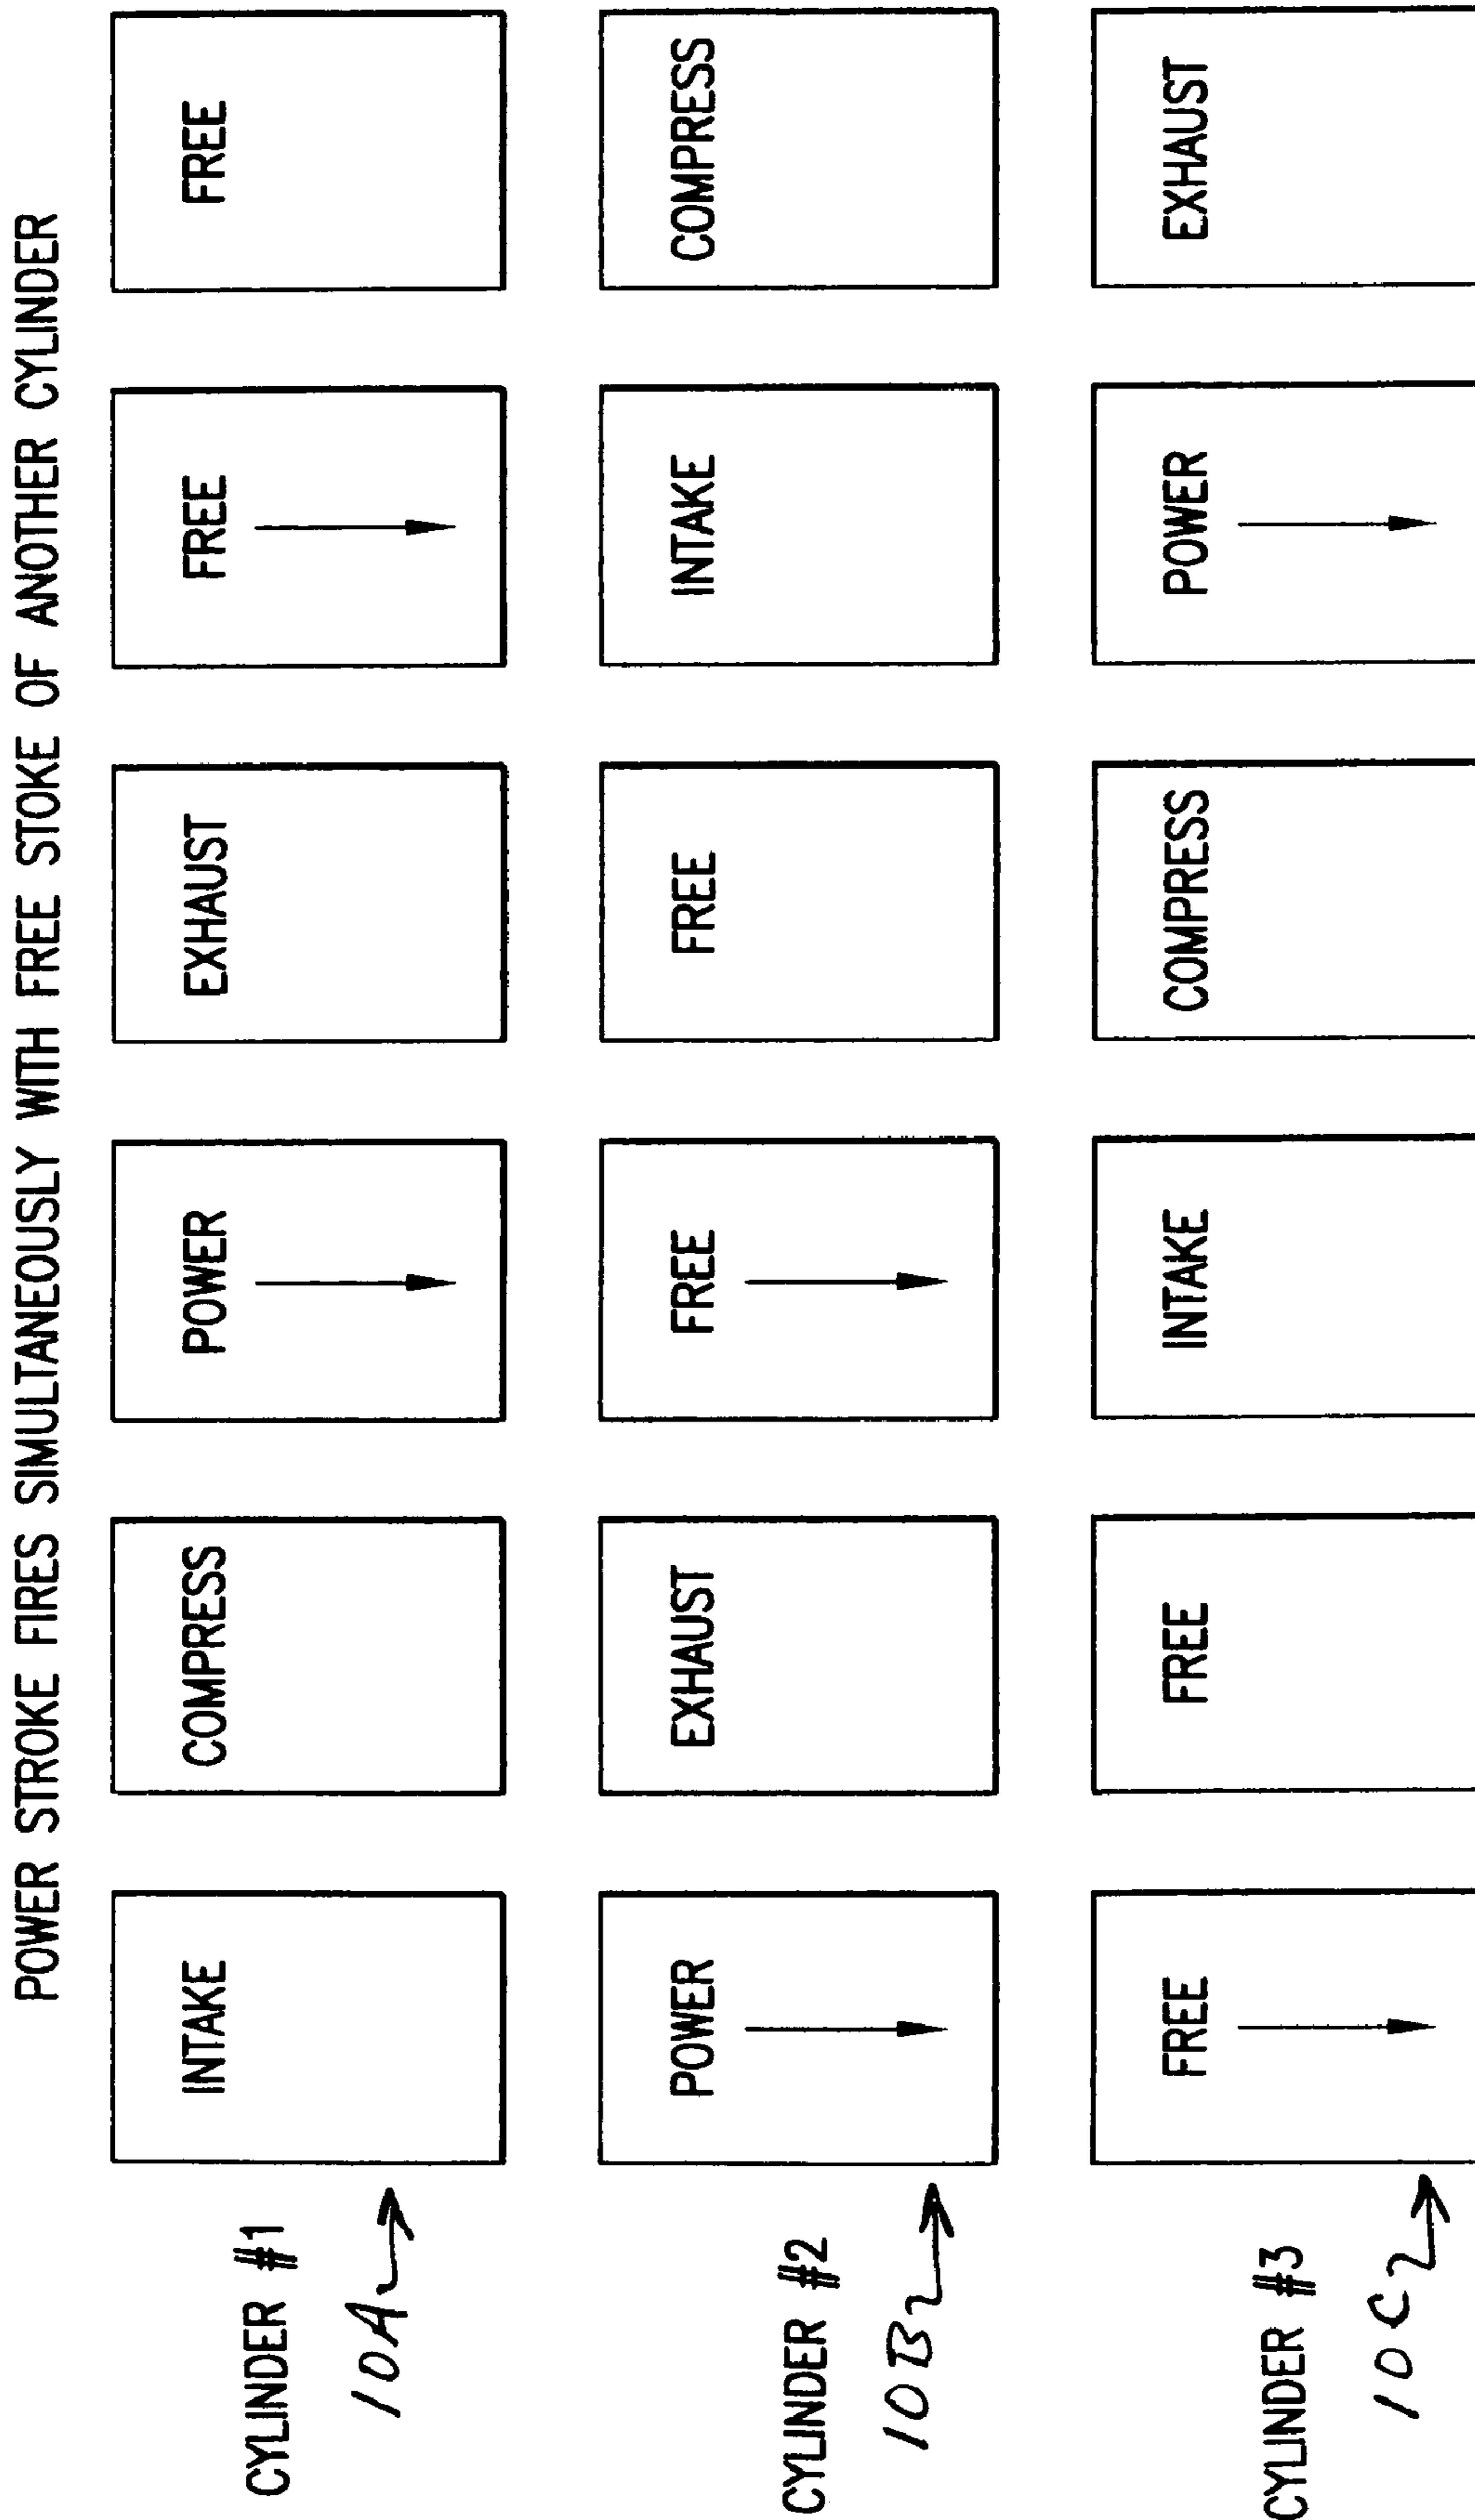 POWER STROKE FIRES SIMULTANEOUSLY WITH FREE STOKE OF ANOTHER CYLINDER
CYLINDER #1
10A
INTAKE
COMPRESS
POWER
EXHAUST
FREE
FREE
CYLINDER #2
10B
POWER
EXHAUST
FREE
FREE
INTAKE
COMPRESS
CYLINDER #3
10C
FREE
FREE
INTAKE
COMPRESS
POWER
EXHAUST